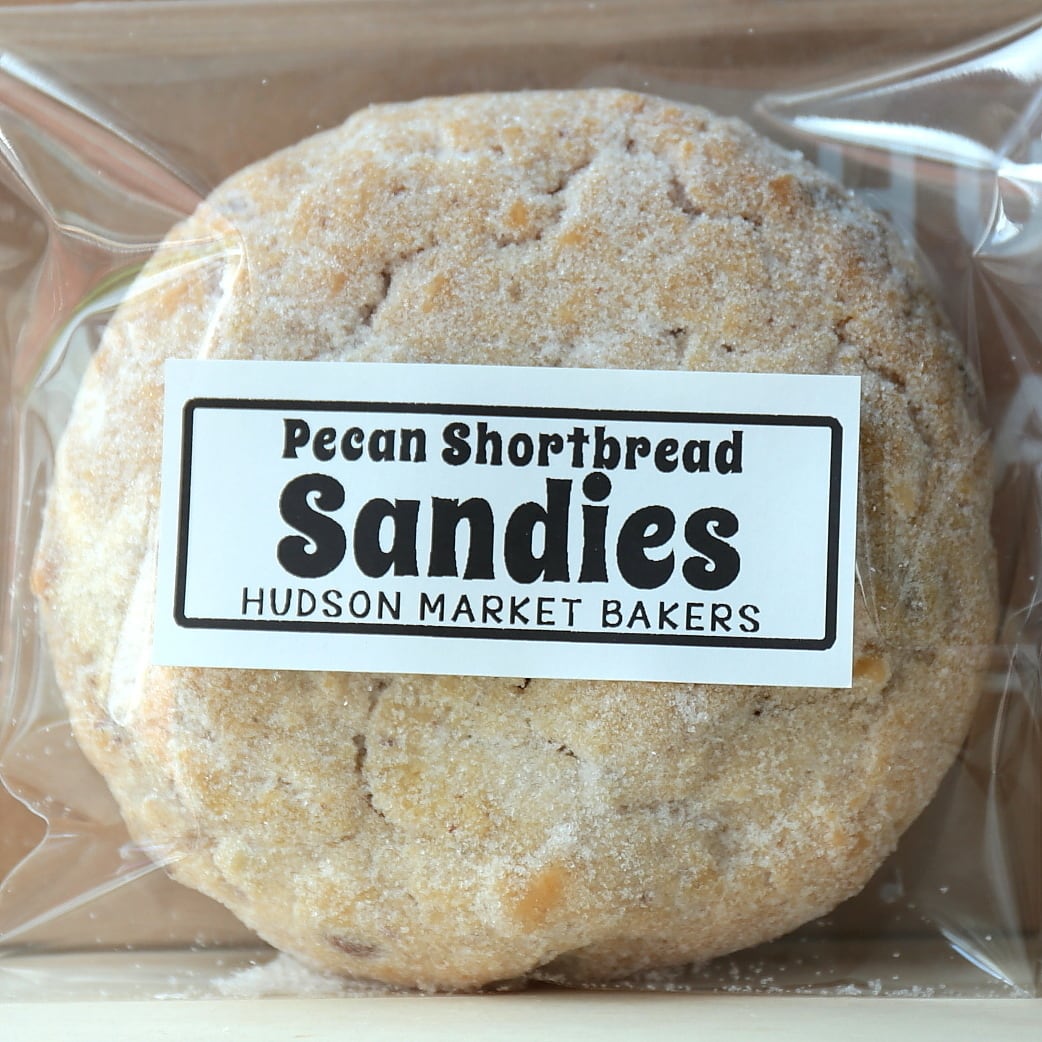 Pecan Shortbread
Sandies
HUDSON MARKET BAKERS